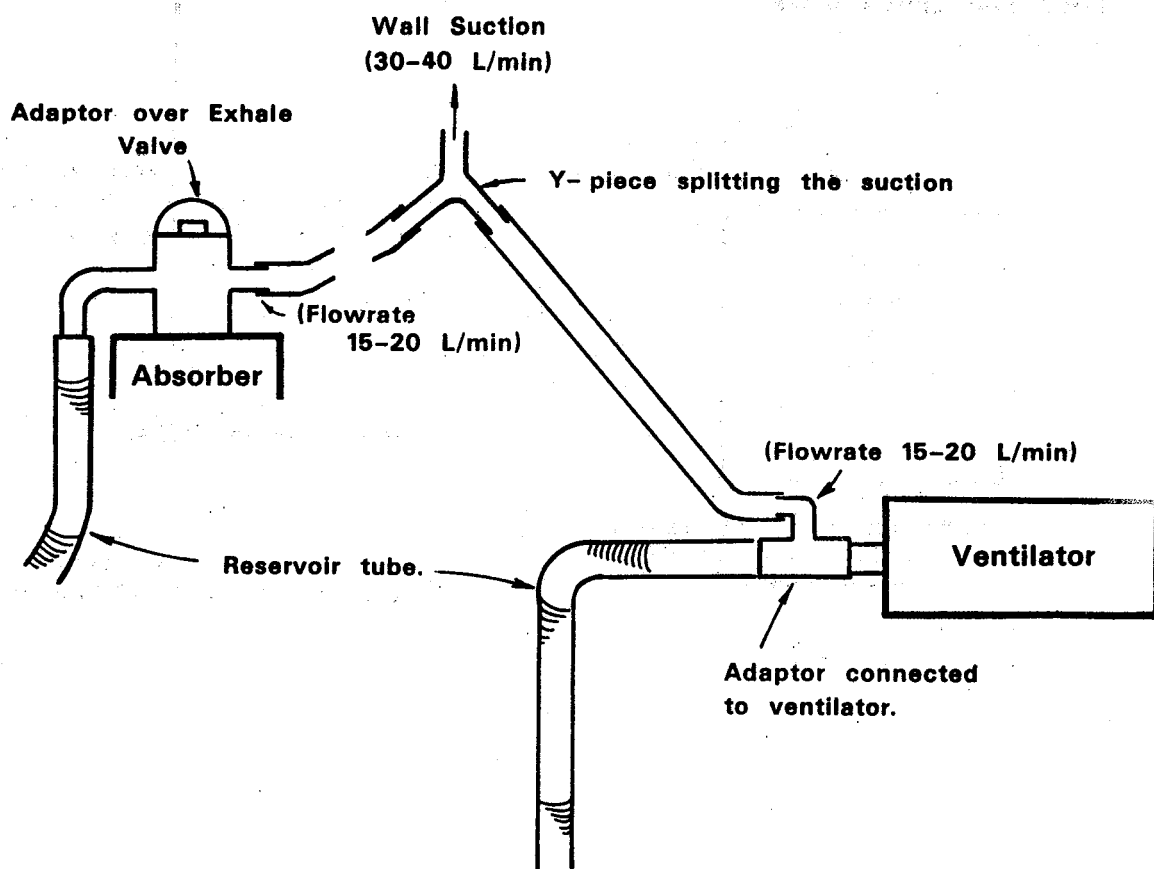 Wall Suction
(30-40 L/min)
Adaptor over Exhale
Valve
Y-piece splitting the suction
(Flowrate
15-20 L/min)
Absorber
(Flowrate 15-20 L/min)
Ventilator
Reservoir tube.
Adaptor connected
to ventilator.